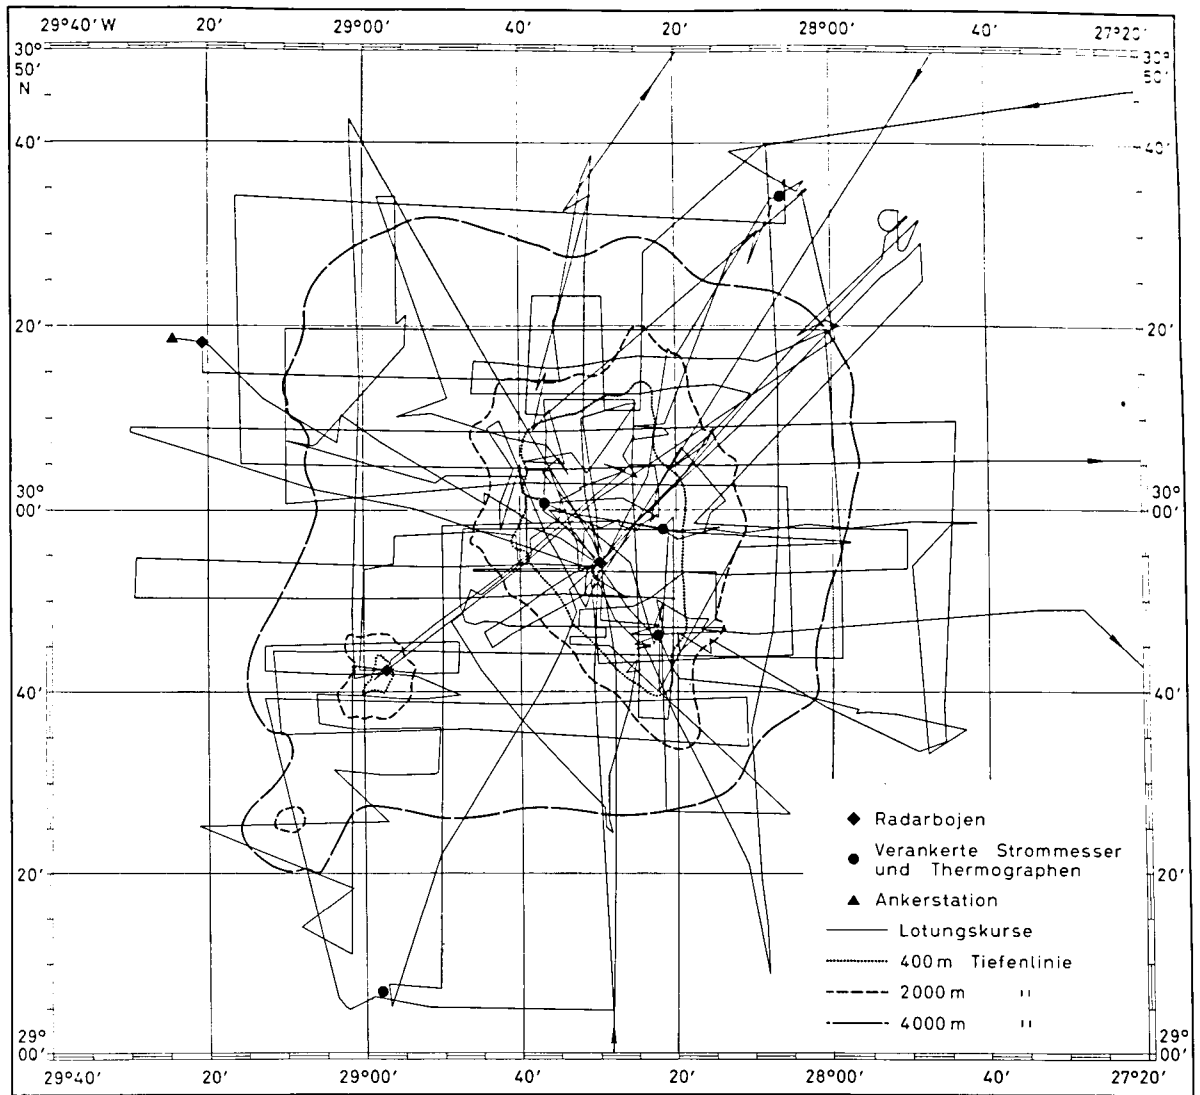 29°40' W 20' 29°00' 40' 20' 28°00' 40' 27°20'
30° 30°
50' 50'
N
40' 40'
30° 30'
20' 20'
30° 30°
00' 00'
40' 40'
20' 20'
29° 29°
00' 00'
◆ Radarbojen
● Verankerte Strommesser
und Thermographen
▲ Ankerstation
Lotungskurse
400 m Tiefenlinie
2000 m "
4000 m "
29°40' 20' 29°00' 40' 20' 28°00' 40' 27°20'